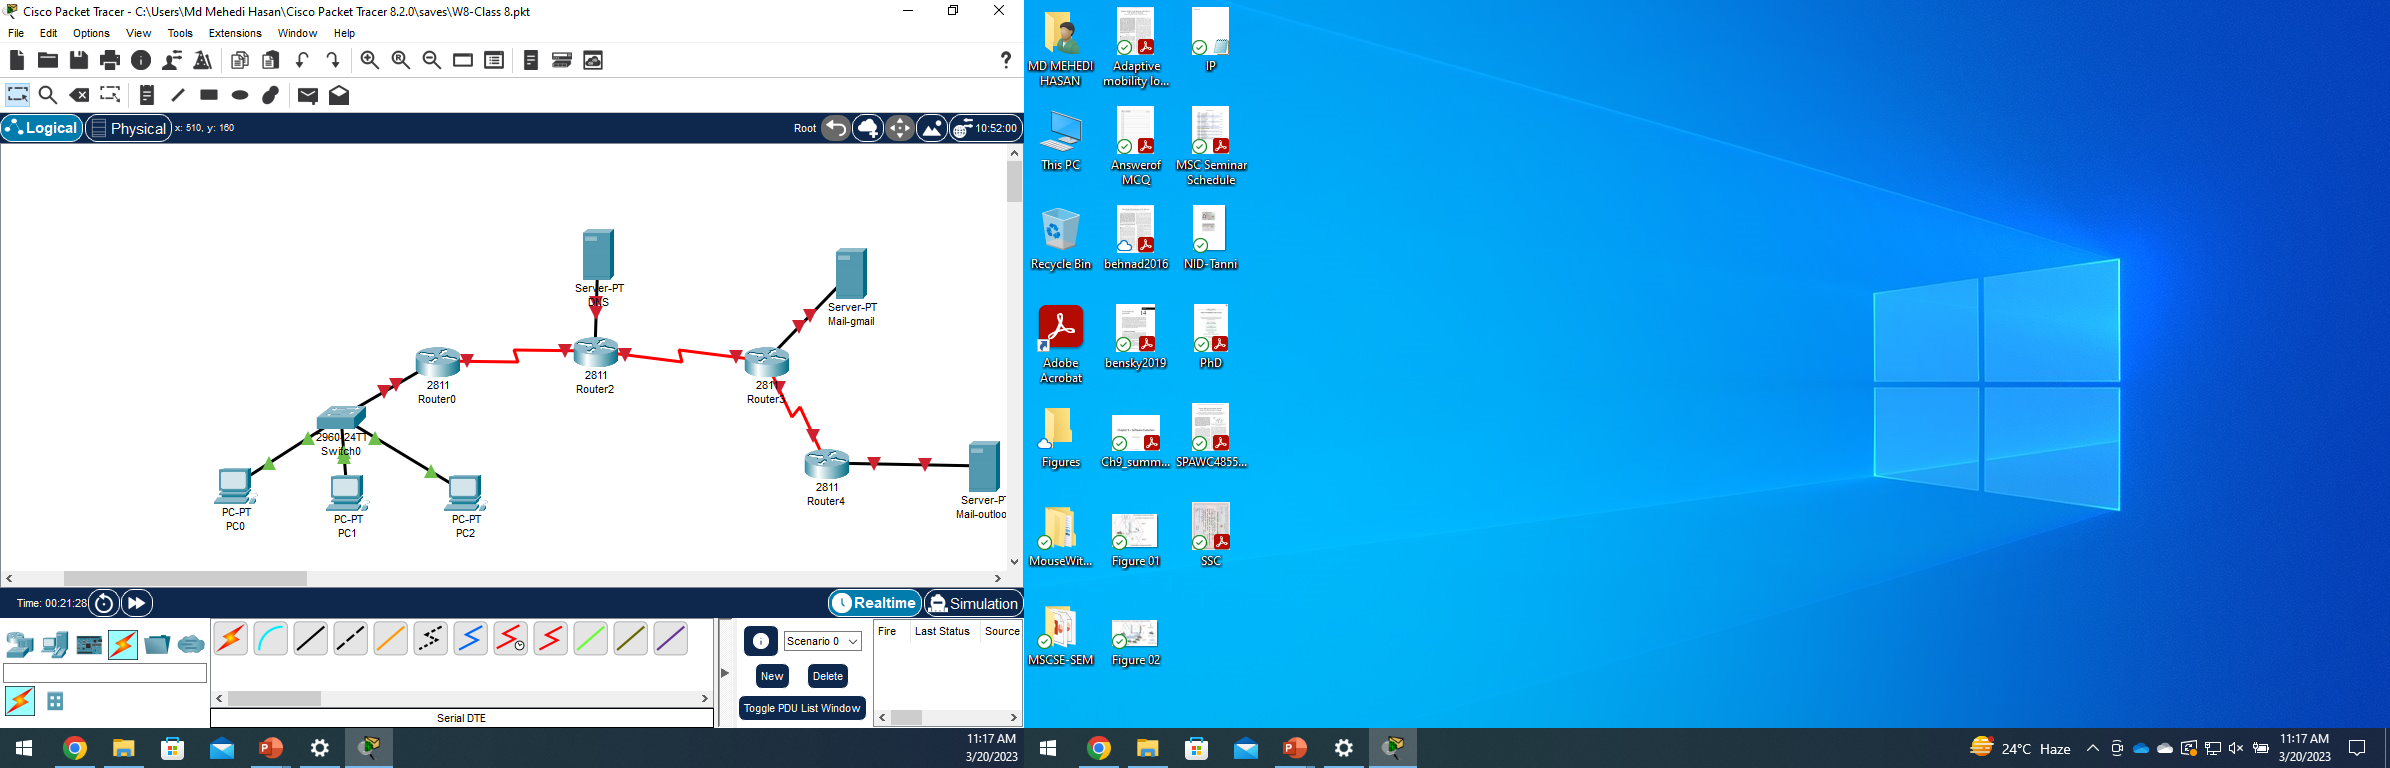 Cisco Packet Tracer - C:\Users\Md Mehedi Hasan\Cisco Packet Tracer 8.2.0\saves\W8-Class 8.pkt
File Edit Options View Tools Extensions Window Help
?
Logical Physical x: 510, y: 160 Root 10:52:00
Server-PT
DNS
Server-PT
Mail-gmail
2811
Router0
2811
Router2
2811
Router3
2960-24TT
Switch0
2811
Router4
Server-PT
Mail-outloo
PC-PT
PC0
PC-PT
PC1
PC-PT
PC2
Time: 00:21:28 Realtime Simulation
Scenario 0
New Delete
Toggle PDU List Window
Fire Last Status Source
Serial DTE
11:17 AM
3/20/2023
MD MEHEDI
HASAN
Adaptive
mobility lo...
IP
This PC
Answerof
MCQ
MSC Seminar
Schedule
Recycle Bin
behnad2016
NID-Tanni
Adobe
Acrobat
14
bensky2019
PhD
Figures
Ch9_summ...
SPAWC4855...
MouseWit...
Figure 01
SSC
MSCSE-SEM
Figure 02
24°C Haze
11:17 AM
3/20/2023